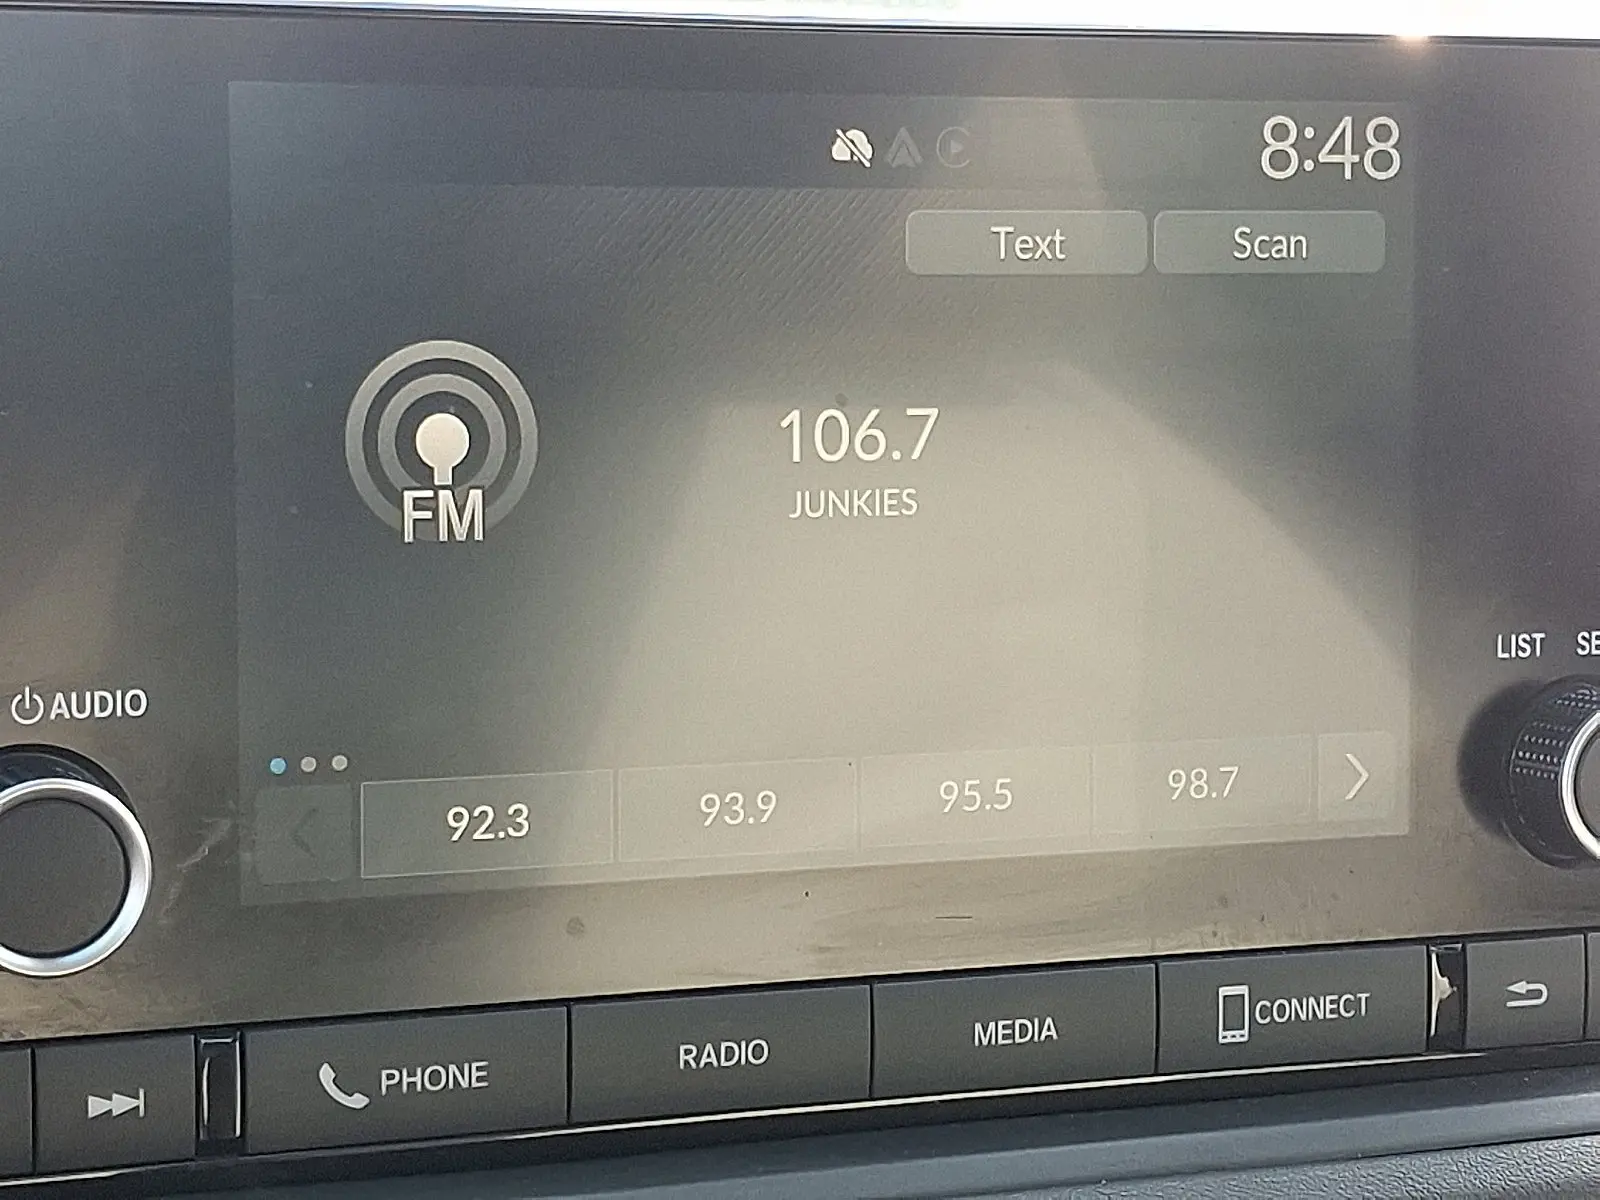 8:48
Text Scan
FM
106.7
JUNKIES
LIST
AUDIO
92.3 93.9 95.5 98.7
PHONE RADIO MEDIA CONNECT